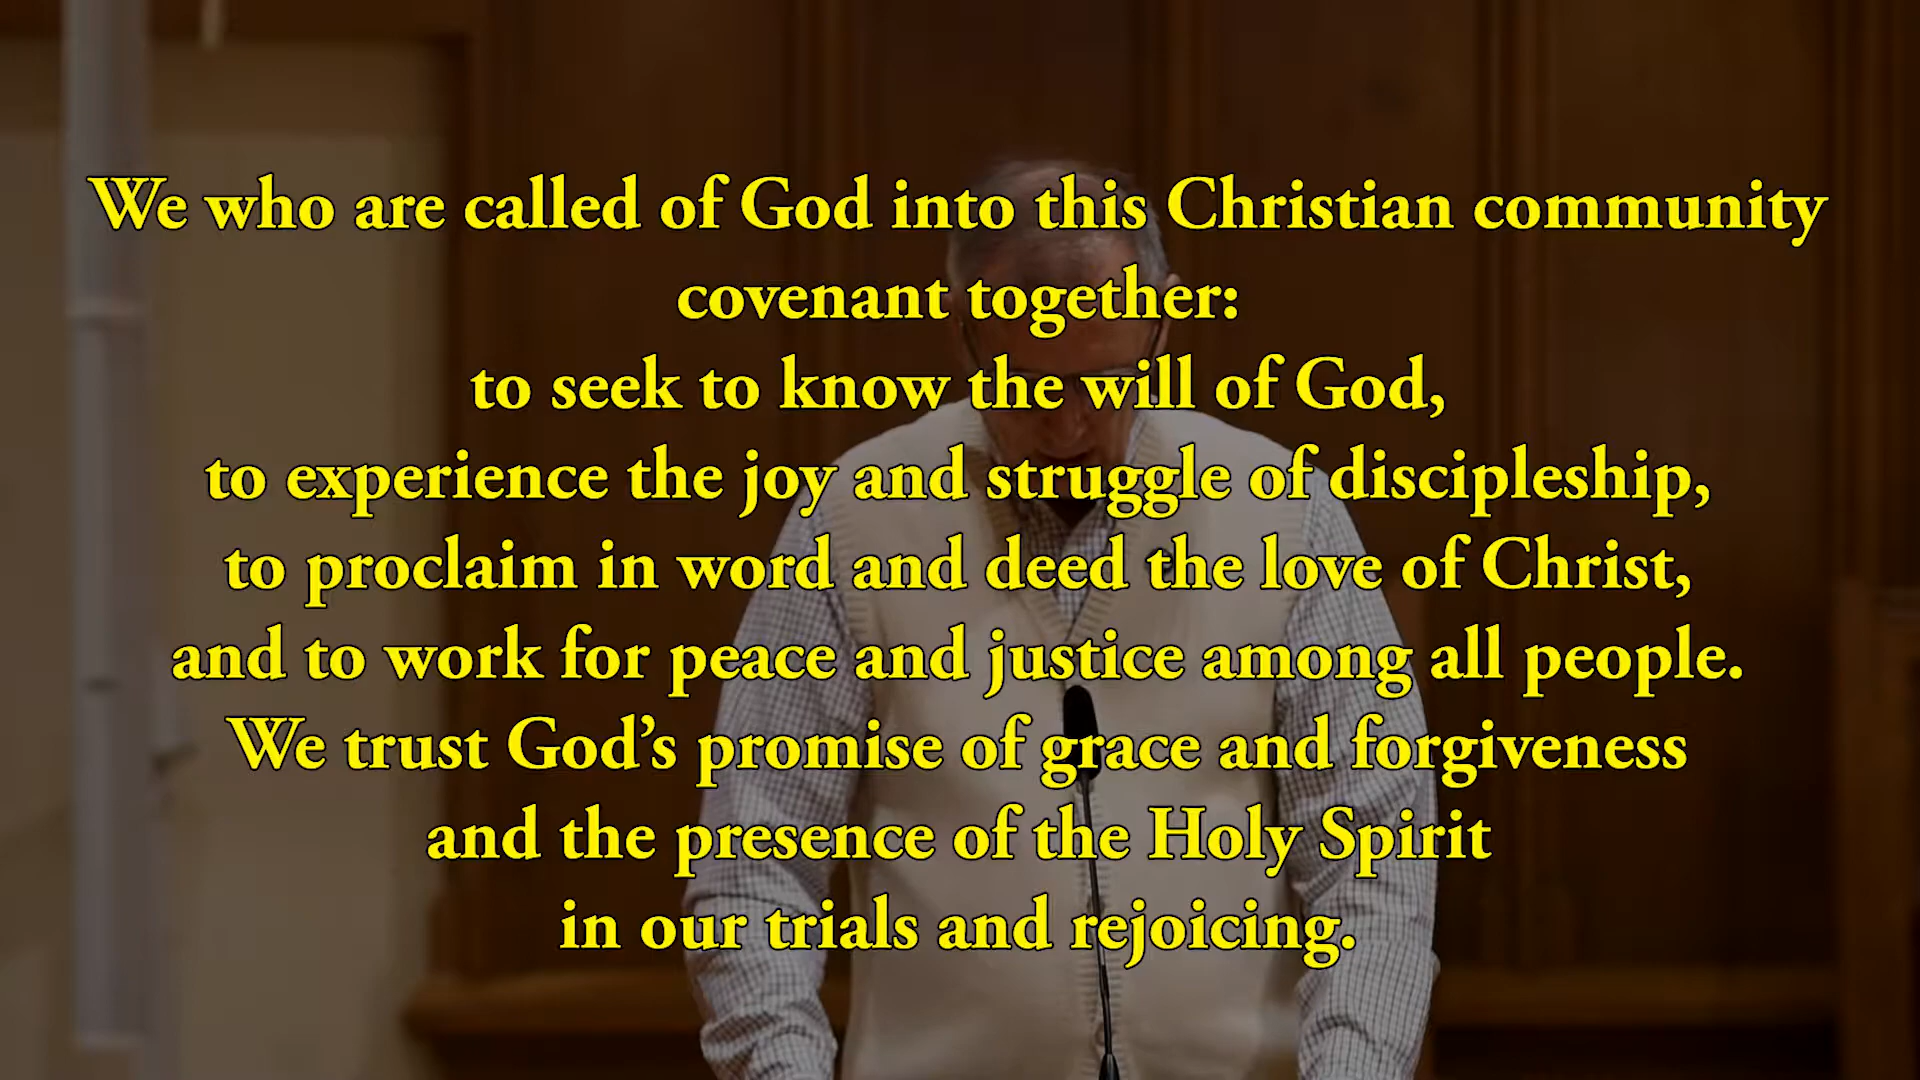 We who are called of God into this Christian community
covenant together:
to seek to know the will of God,
to experience the joy and struggle of discipleship,
to proclaim in word and deed the love of Christ,
and to work for peace and justice among all people.
We trust God’s promise of grace and forgiveness
and the presence of the Holy Spirit
in our trials and rejoicing.